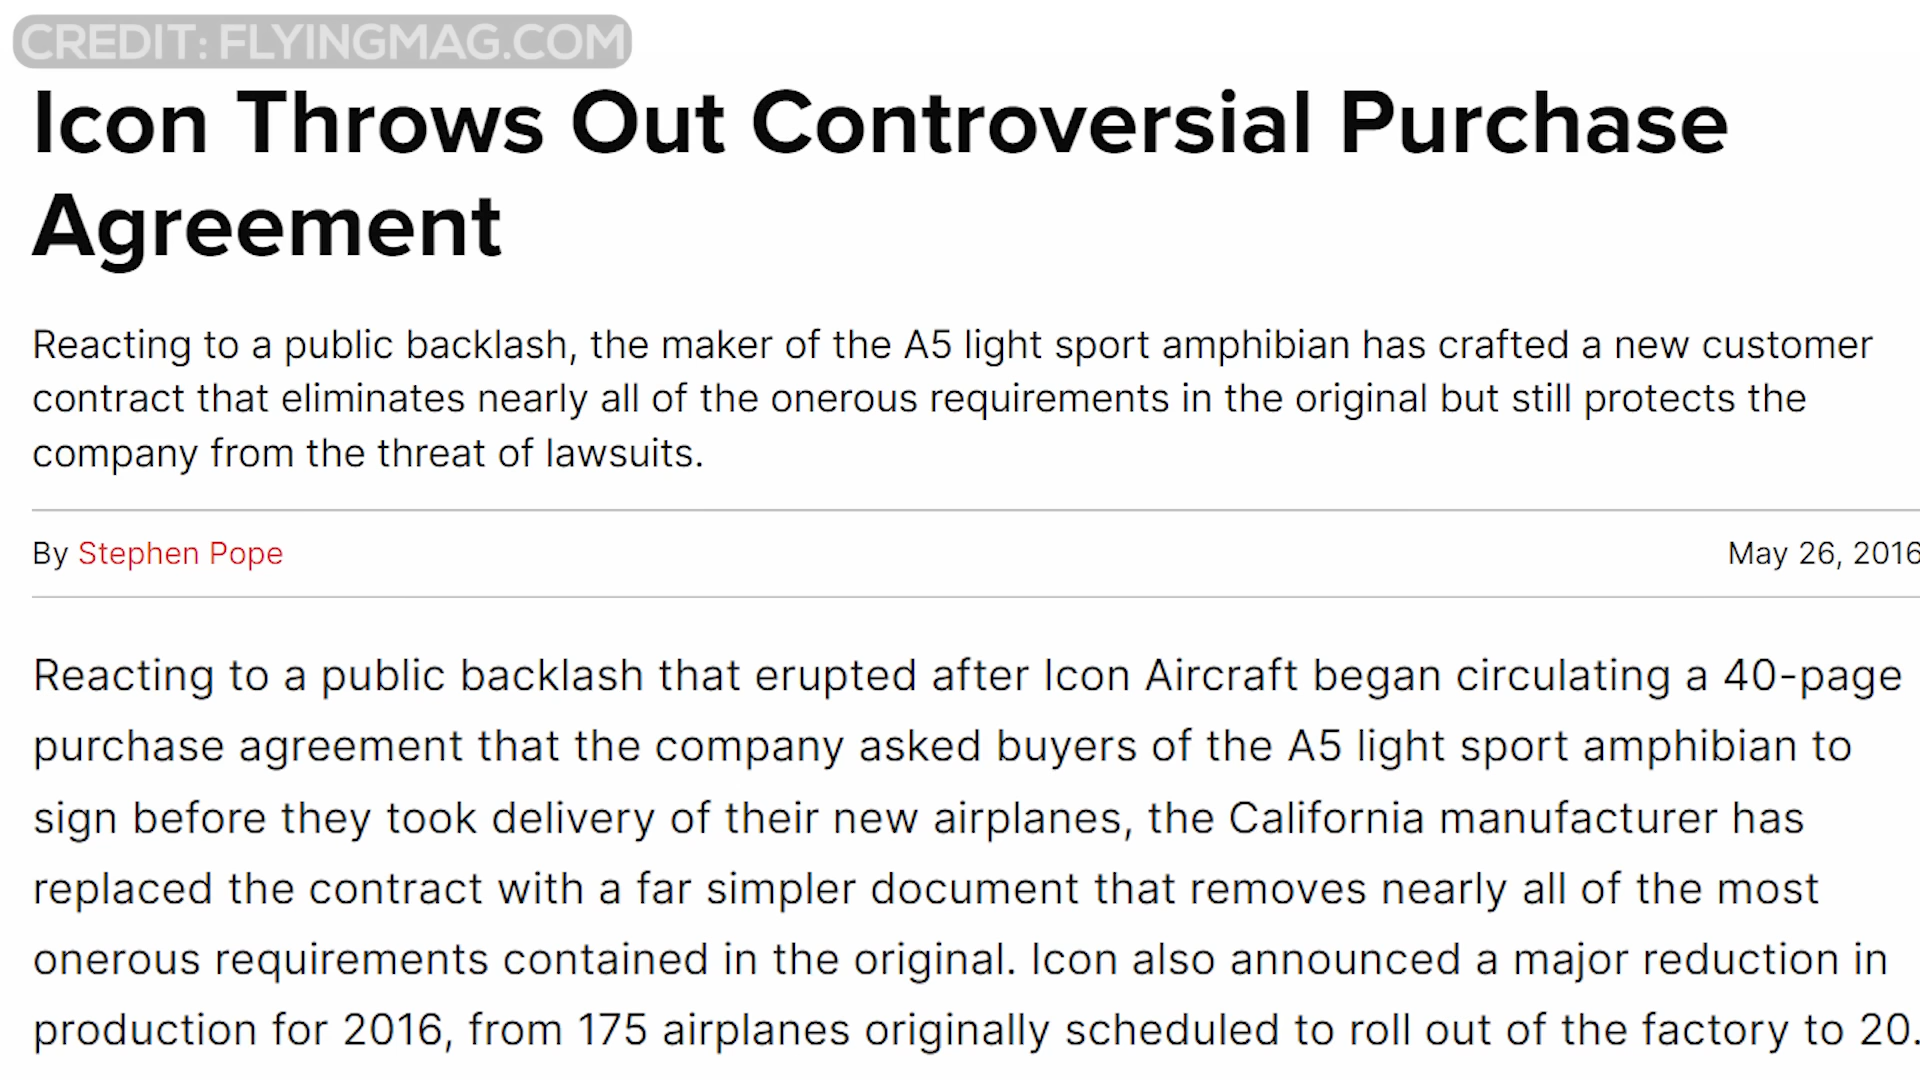 CREDIT: FLYINGMAG.COM
Icon Throws Out Controversial Purchase
Agreement
Reacting to a public backlash, the maker of the A5 light sport amphibian has crafted a new customer
contract that eliminates nearly all of the onerous requirements in the original but still protects the
company from the threat of lawsuits.
By Stephen Pope
May 26, 2016
Reacting to a public backlash that erupted after Icon Aircraft began circulating a 40-page
purchase agreement that the company asked buyers of the A5 light sport amphibian to
sign before they took delivery of their new airplanes, the California manufacturer has
replaced the contract with a far simpler document that removes nearly all of the most
onerous requirements contained in the original. Icon also announced a major reduction in
production for 2016, from 175 airplanes originally scheduled to roll out of the factory to 20.